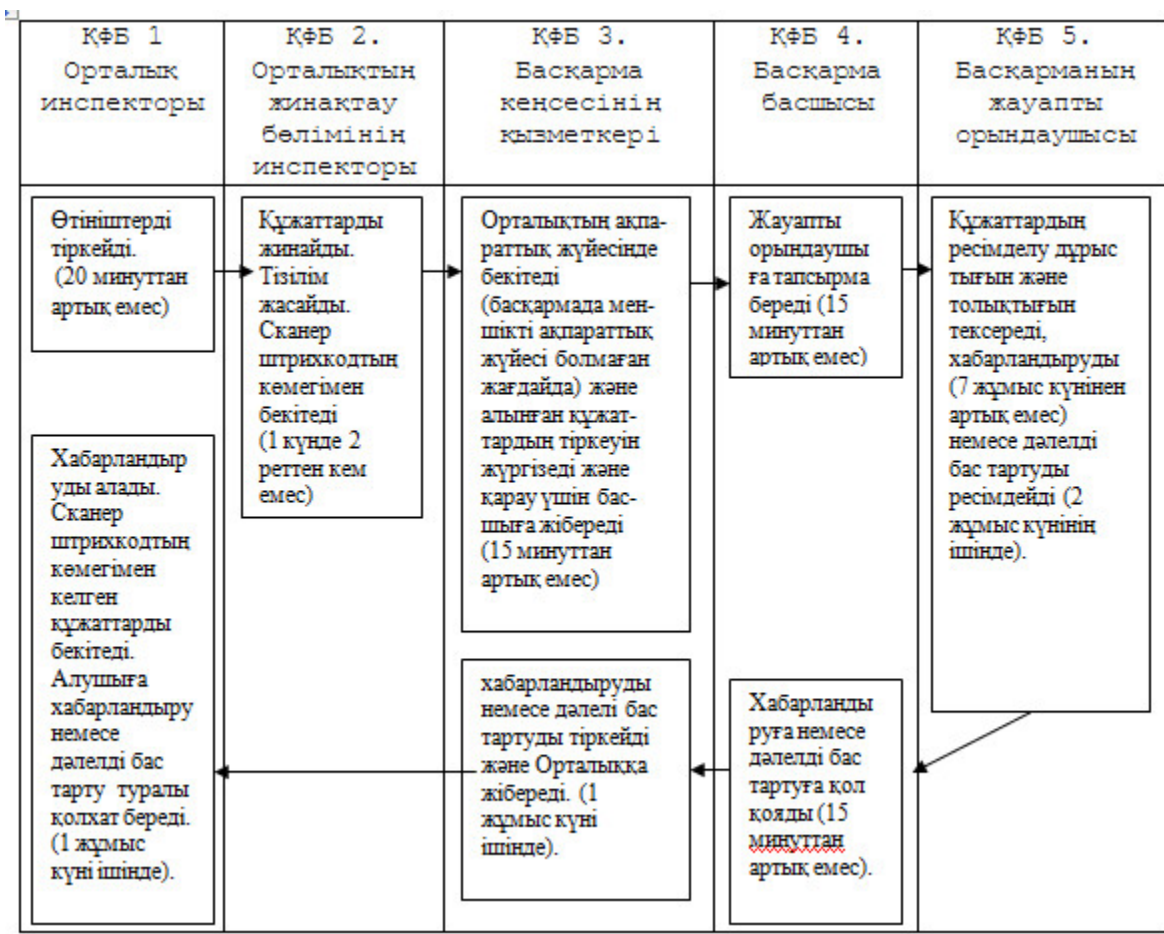 ҚФБ 1
Орталық
инспекторы
ҚФБ 2.
Орталықтың
жинақтау
бөлімінің
инспекторы
ҚФБ 3.
Басқарма
кеңсесінің
қызметкері
ҚФБ 4.
Басқарма
басшысы
ҚФБ 5.
Басқарманың
жауапты
орындаушысы
Өтініштерді
тіркейді.
(20 минуттан
артық емес)
Құжаттарды
жинайды.
Тізілім
жасайды.
Сканер
штрихкодтың
көмегімен
бекітеді
(1 күнде 2
реттен кем
емес)
Орталықтың ақпа-
раттық жүйесінде
бекітеді
(басқармада мен-
шікті ақпараттық
жүйесі болмаған
жағдайда) және
алынған құжат-
тардың тіркеуін
жүргізеді және
қарау үшін бас-
шыға жібереді
(15 минуттан
артық емес)
Жауапты
орындаушы
ға тапсырма
береді (15
минуттан
артық емес)
Құжаттардың
ресімделу дұрыс
тығын және
толықтығын
тексереді,
хабарландыруды
(7 жұмыс күнінен
артық емес)
немесе дәлелді
бас тартуды
ресімдейді (2
жұмыс күнінің
ішінде).
Хабарландыр
уды алады.
Сканер
штрихкодтың
көмегімен
келген
құжаттарды
бекітеді.
Алушыға
хабарландыру
немесе
дәлелді бас
тарту туралы
қолхат береді.
(1 жұмыс
күні ішінде).
хабарландыруды
немесе дәлелі бас
тартуды тіркейді
және Орталыққа
жібереді. (1
жұмыс күні
ішінде).
Хабарланды
руға немесе
дәлелді бас
тартуға қол
қояды (15
минуттан
артық емес).